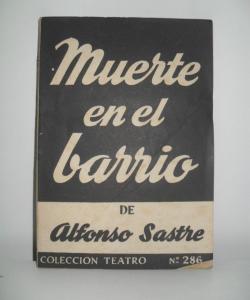 Muerte
en el
barrio
DE
Alfonso Sastre
COLECCION TEATRO Nº 286